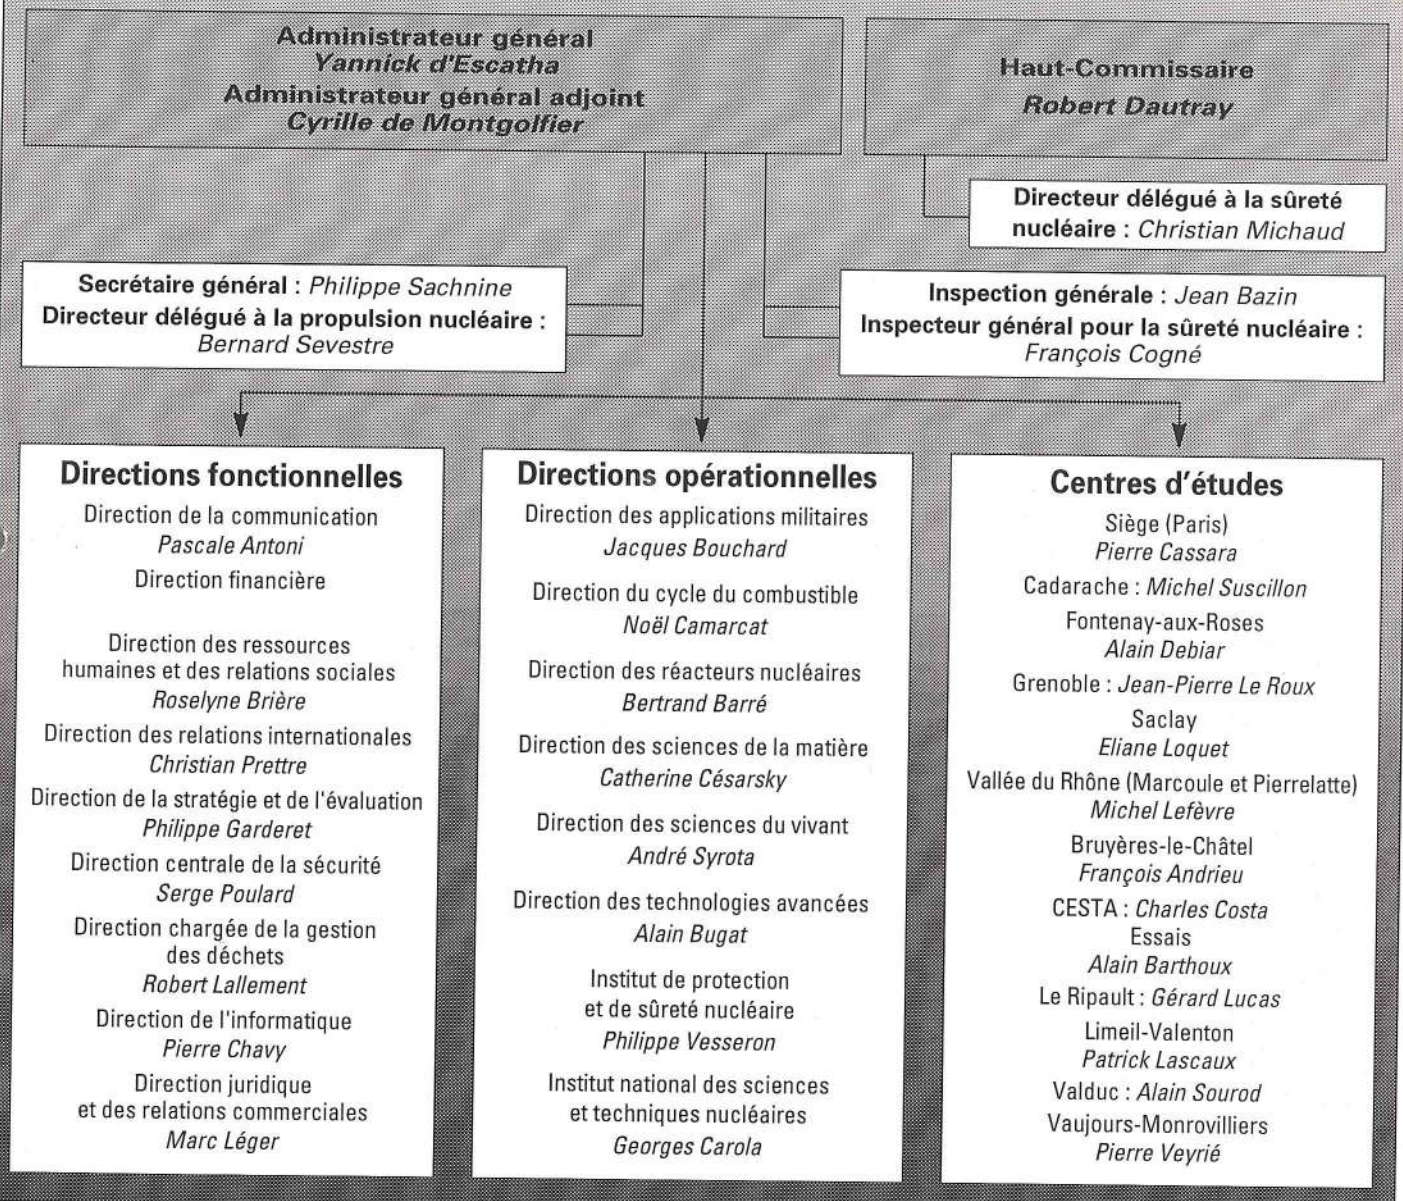 Administrateur général
Yannick d'Escatha
Administrateur général adjoint
Cyrille de Montgolfier
Haut-Commissaire
Robert Dautray
Directeur délégué à la sûreté
nucléaire : Christian Michaud
Secrétaire général : Philippe Sachnine
Directeur délégué à la propulsion nucléaire :
Bernard Sevestre
Inspection générale : Jean Bazin
Inspecteur général pour la sûreté nucléaire :
François Cogné
Directions fonctionnelles
Direction de la communication
Pascale Antoni
Direction financière
Direction des ressources
humaines et des relations sociales
Roselyne Brière
Direction des relations internationales
Christian Prettre
Direction de la stratégie et de l'évaluation
Philippe Garderet
Direction centrale de la sécurité
Serge Poulard
Direction chargée de la gestion
des déchets
Robert Lallement
Direction de l'informatique
Pierre Chavy
Direction juridique
et des relations commerciales
Marc Léger
Directions opérationnelles
Direction des applications militaires
Jacques Bouchard
Direction du cycle du combustible
Noël Camarcat
Direction des réacteurs nucléaires
Bertrand Barré
Direction des sciences de la matière
Catherine Césarsky
Direction des sciences du vivant
André Syrota
Direction des technologies avancées
Alain Bugat
Institut de protection
et de sûreté nucléaire
Philippe Vesseron
Institut national des sciences
et techniques nucléaires
Georges Carola
Centres d'études
Siège (Paris)
Pierre Cassara
Cadarache : Michel Suscillon
Fontenay-aux-Roses
Alain Debiar
Grenoble : Jean-Pierre Le Roux
Saclay
Eliane Loquet
Vallée du Rhône (Marcoule et Pierrelatte)
Michel Lefèvre
Bruyères-le-Châtel
François Andrieu
CESTA : Charles Costa
Essais
Alain Barthoux
Le Ripault : Gérard Lucas
Limeil-Valenton
Patrick Lascaux
Valduc : Alain Sourod
Vaujours-Monrovilliers
Pierre Veyrié